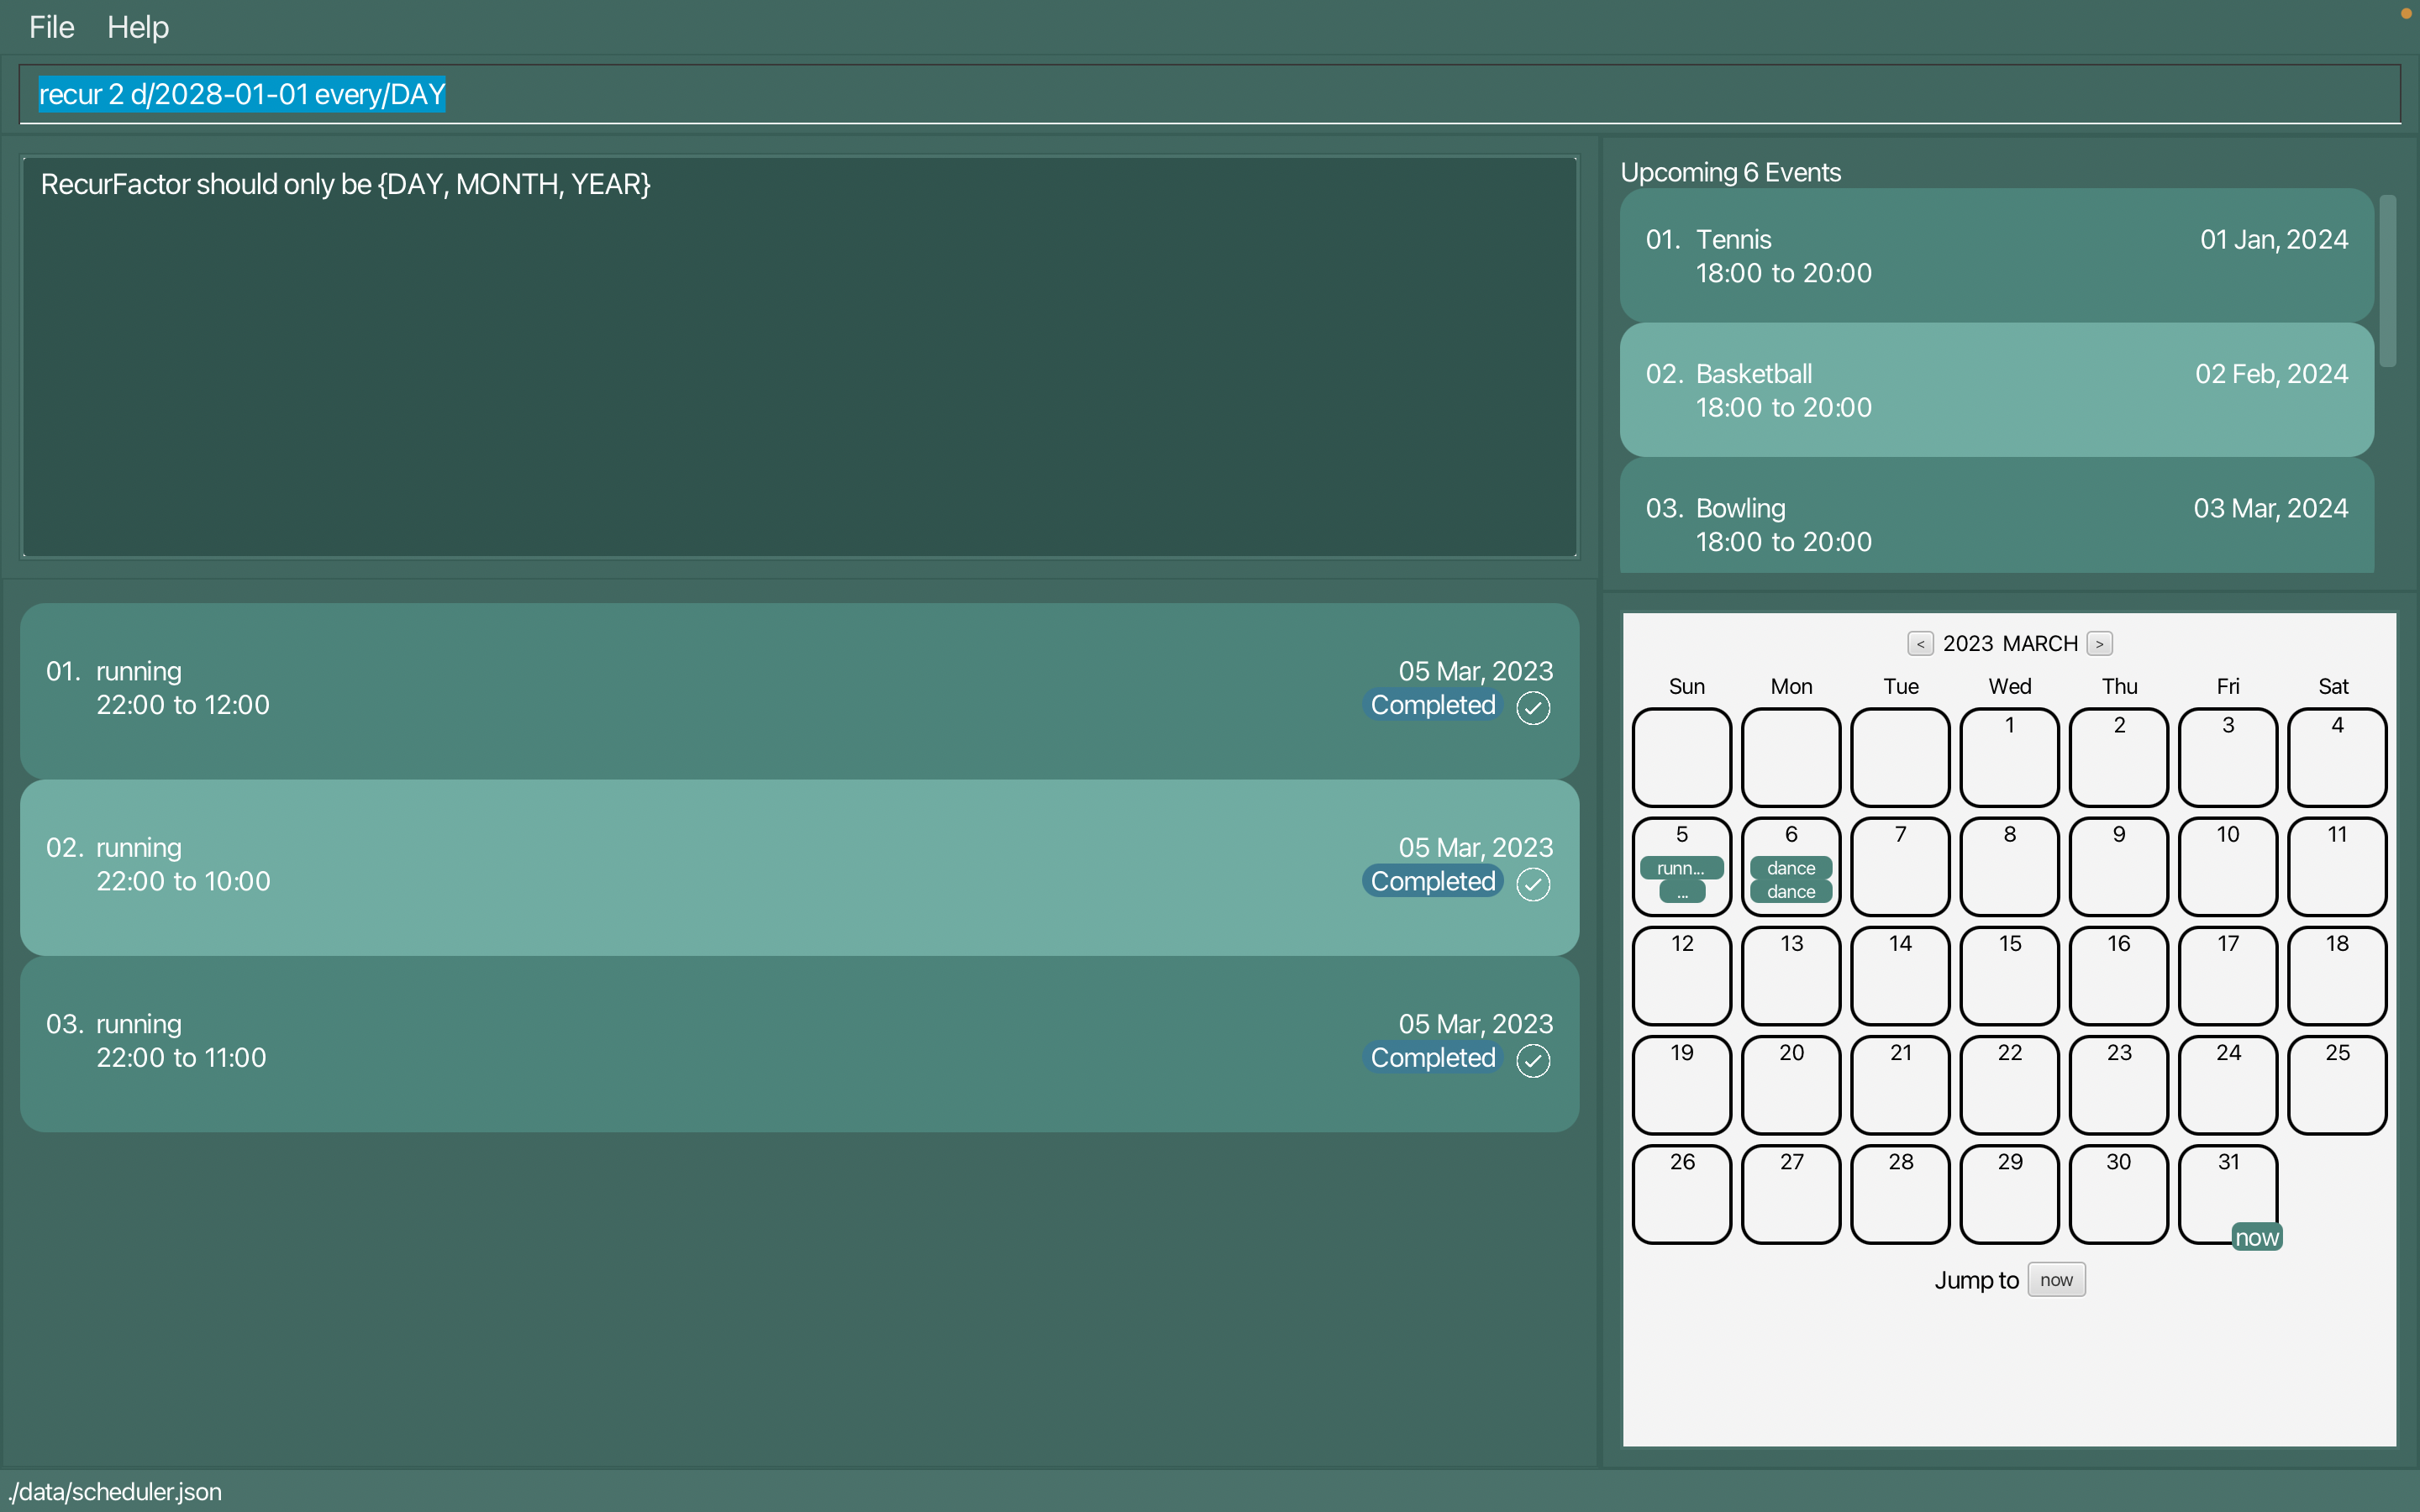 File Help
recur 2 d/2028-01-01 every/DAY
RecurFactor should only be {DAY, MONTH, YEAR}
Upcoming 6 Events
01. Tennis 01 Jan, 2024
18:00 to 20:00
02. Basketball 02 Feb, 2024
18:00 to 20:00
03. Bowling 03 Mar, 2024
18:00 to 20:00
01. running 05 Mar, 2023
22:00 to 12:00 Completed
02. running 05 Mar, 2023
22:00 to 10:00 Completed
03. running 05 Mar, 2023
22:00 to 11:00 Completed
< 2023 MARCH >
Sun Mon Tue Wed Thu Fri Sat
1 2 3 4
5 6 7 8 9 10 11
runn... dance
... dance
12 13 14 15 16 17 18
19 20 21 22 23 24 25
26 27 28 29 30 31
now
Jump to now
./data/scheduler.json